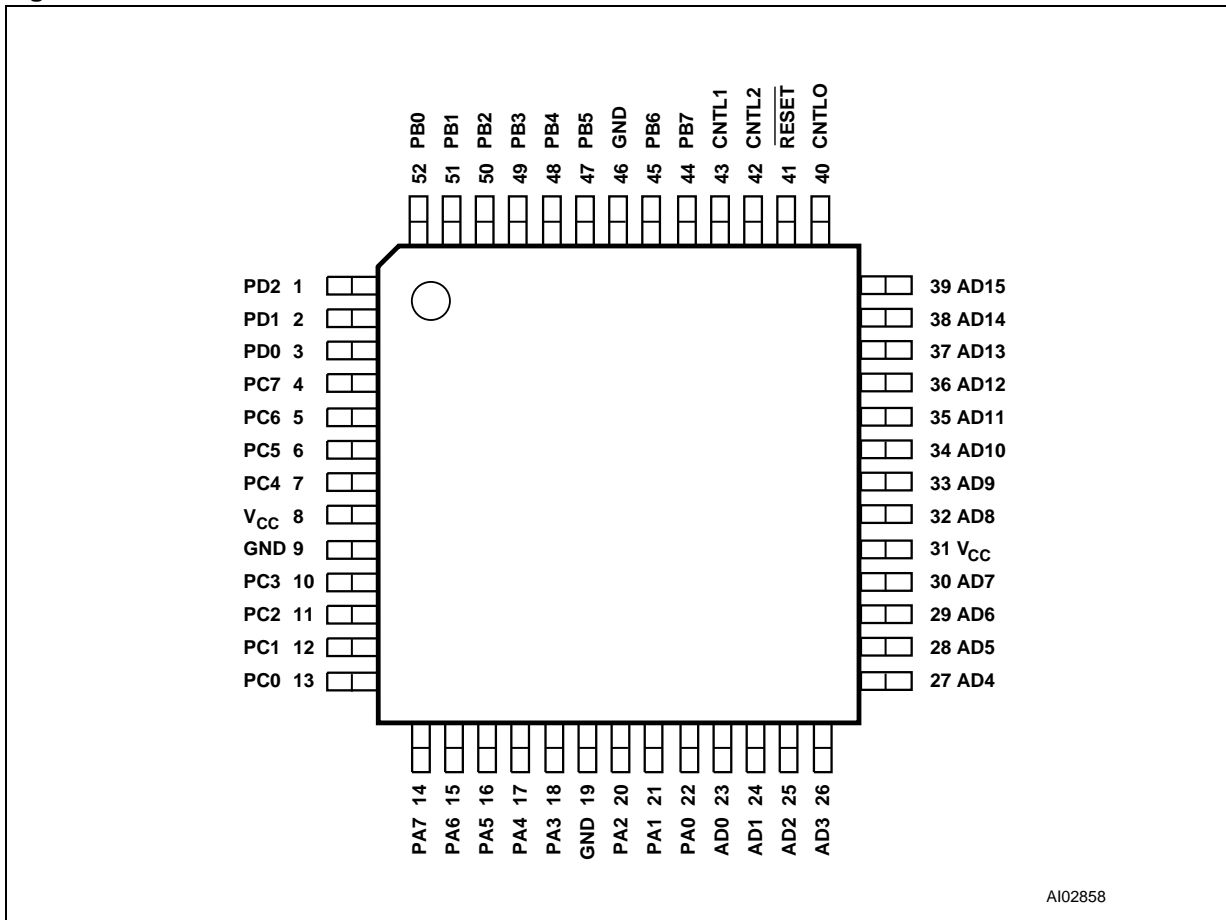 52 PB0
51 PB1
50 PB2
49 PB3
48 PB4
47 PB5
46 GND
45 PB6
44 PB7
43 CNTL1
42 CNTL2
41 RESET
40 CNTLO
PD2 1
PD1 2
PD0 3
PC7 4
PC6 5
PC5 6
PC4 7
VCC 8
GND 9
PC3 10
PC2 11
PC1 12
PC0 13
39 AD15
38 AD14
37 AD13
36 AD12
35 AD11
34 AD10
33 AD9
32 AD8
31 VCC
30 AD7
29 AD6
28 AD5
27 AD4
PA7 14
PA6 15
PA5 16
PA4 17
PA3 18
GND 19
PA2 20
PA1 21
PA0 22
AD0 23
AD1 24
AD2 25
AD3 26
AI02858